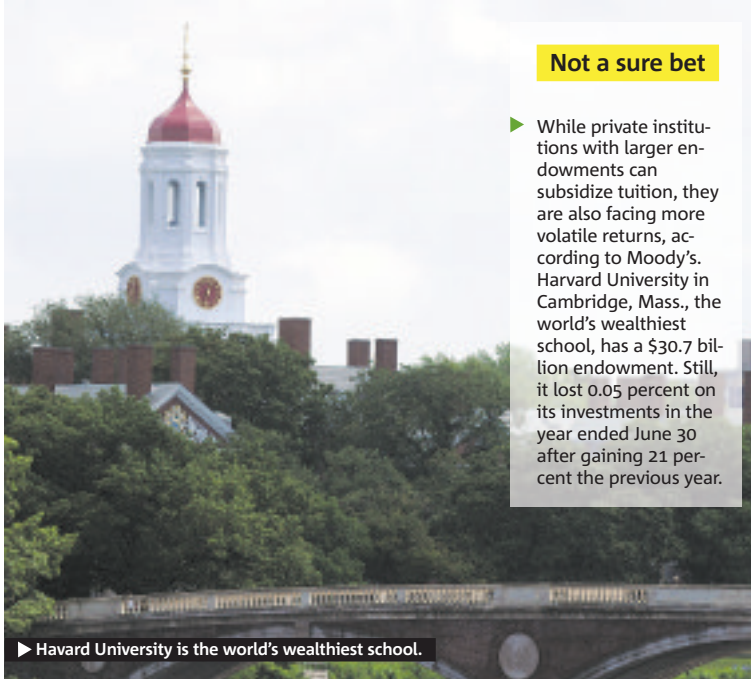 Not a sure bet
While private institu-
tions with larger en-
dowments can
subsidize tuition, they
are also facing more
volatile returns, ac-
cording to Moody's.
Harvard University in
Cambridge, Mass., the
world's wealthiest
school, has a $30.7 bil-
lion endowment. Still,
it lost 0.05 percent on
its investments in the
year ended June 30
after gaining 21 per-
cent the previous year.
Havard University is the world's wealthiest school.